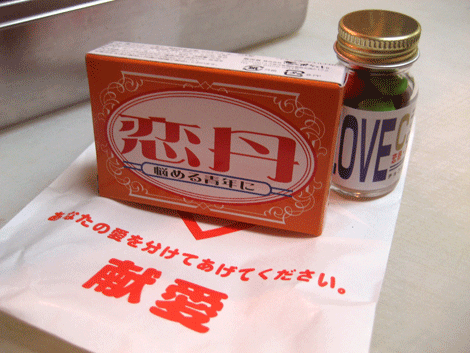 恋丹
悩める青年に
LOVE
あなたの愛を分けてあげてください。
献愛